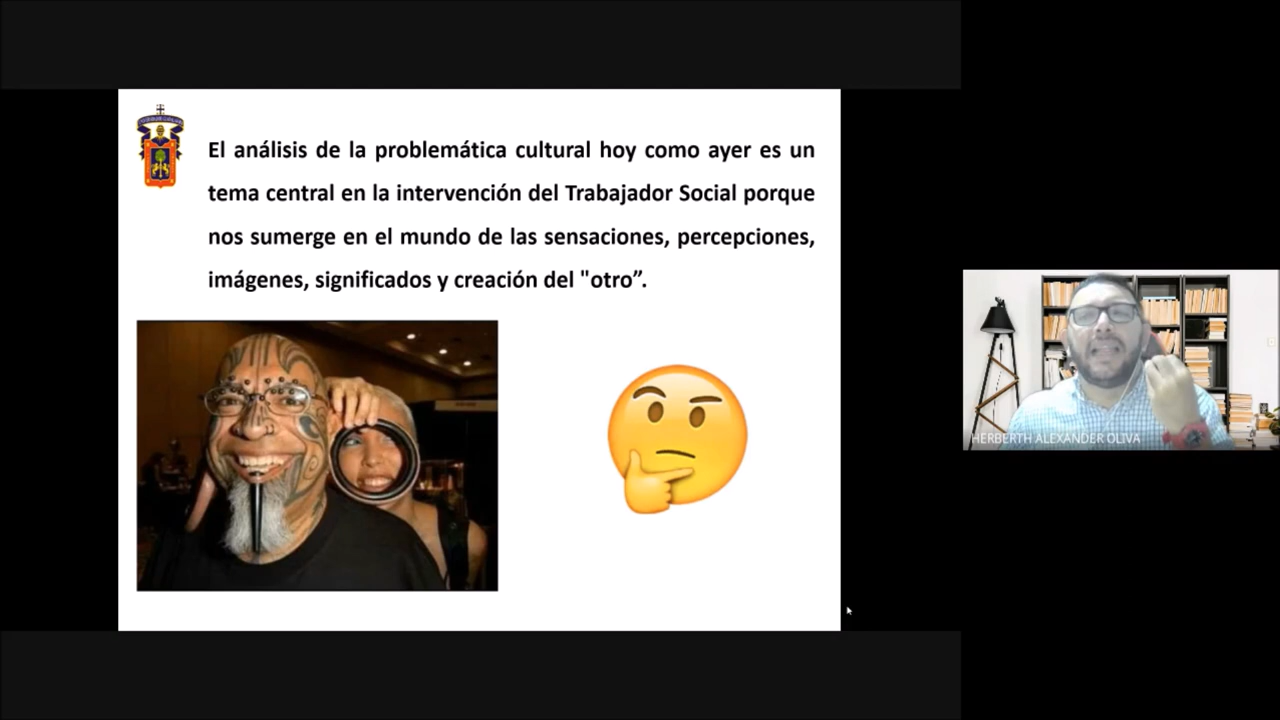 El análisis de la problemática cultural hoy como ayer es un
tema central en la intervención del Trabajador Social porque
nos sumerge en el mundo de las sensaciones, percepciones,
imágenes, significados y creación del "otro”.
HERBERTH ALEXANDER OLIVA